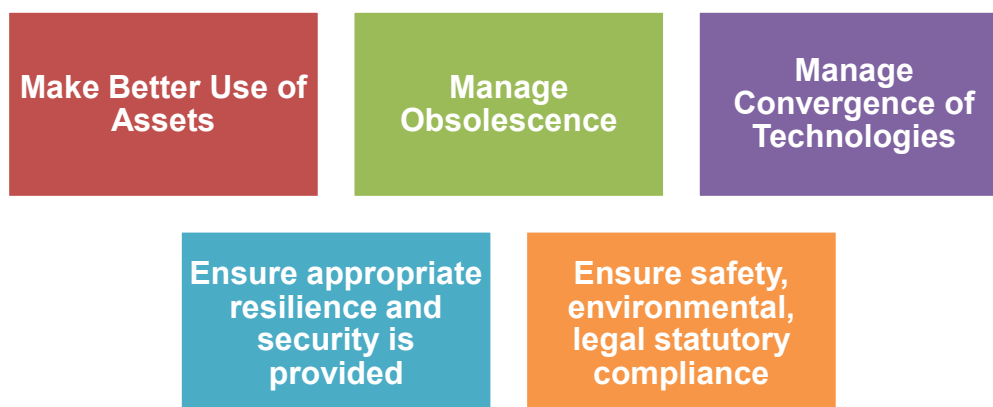 Make Better Use of
Assets
Manage
Obsolescence
Manage
Convergence of
Technologies
Ensure appropriate
resilience and
security is
provided
Ensure safety,
environmental,
legal statutory
compliance